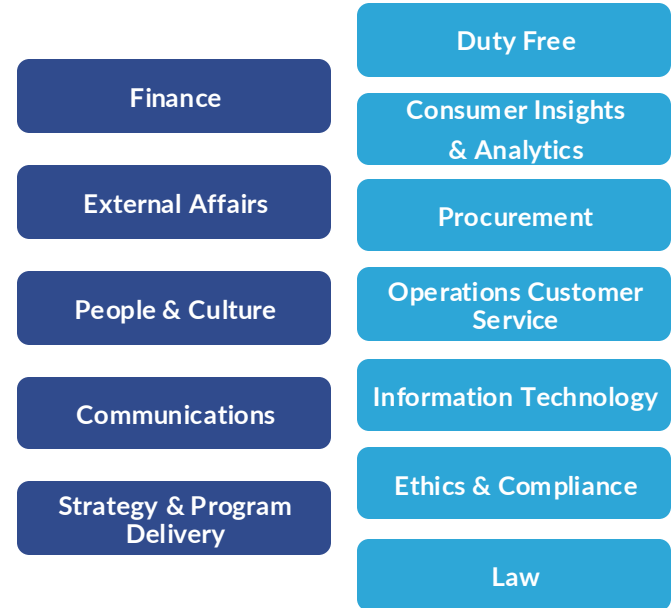 Finance
External Affairs
People & Culture
Communications
Strategy & Program
Delivery
Duty Free
Consumer Insights
& Analytics
Procurement
Operations Customer
Service
Information Technology
Ethics & Compliance
Law